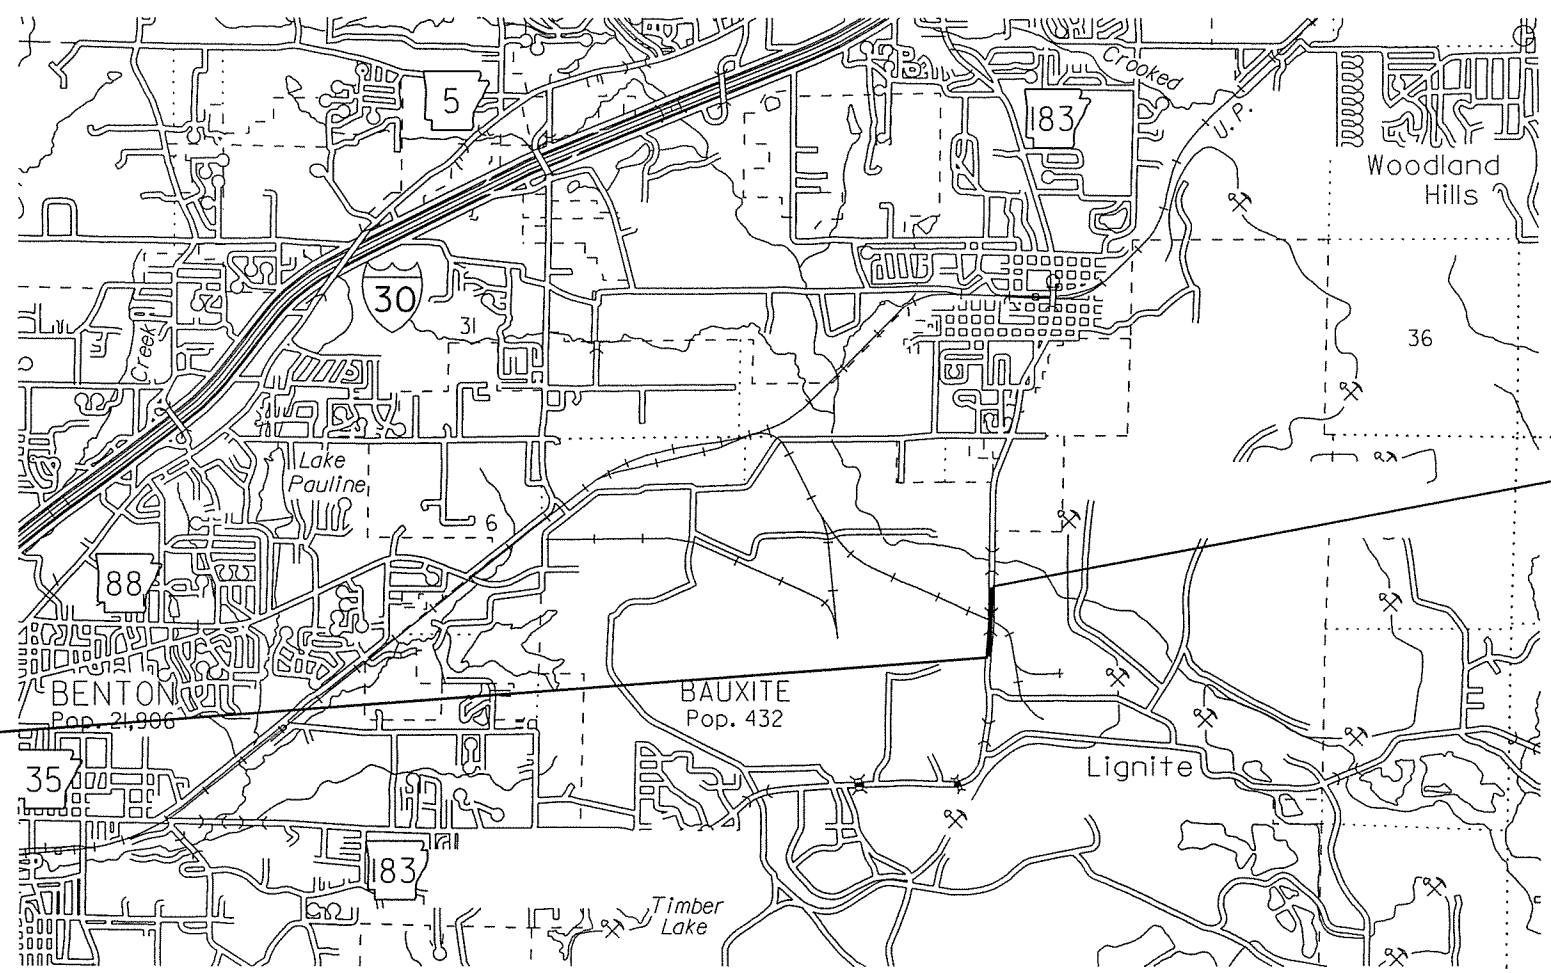 Crooked
5
183
U. P.
Woodland
Hills
30
31
Creek
36
Lake
Pauline
6
88
BENTON
Pop. 21,906
BAUXITE
Pop. 432
35
Lignite
183
Timber
Lake